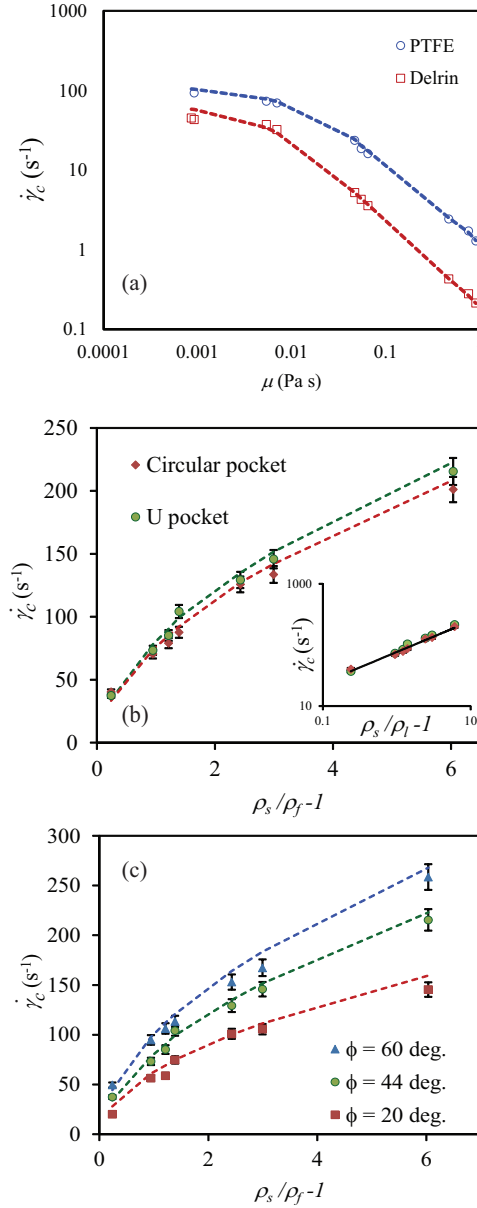 1000
100
10
1
0.1
γ̇c (s-1)
PTFE
Delrin
(a)
0.0001
0.001
0.01
0.1
μ (Pa s)
250
200
150
100
50
0
γ̇c (s-1)
Circular pocket
U pocket
(b)
1000
10
γ̇c (s-1)
0.1
10
ρs/ρl -1
0
2
4
6
ρs/ρf-1
300
250
200
150
100
50
0
γ̇c (s-1)
(c)
ϕ = 60 deg.
ϕ = 44 deg.
ϕ = 20 deg.
0
2
4
6
ρs/ρf-1